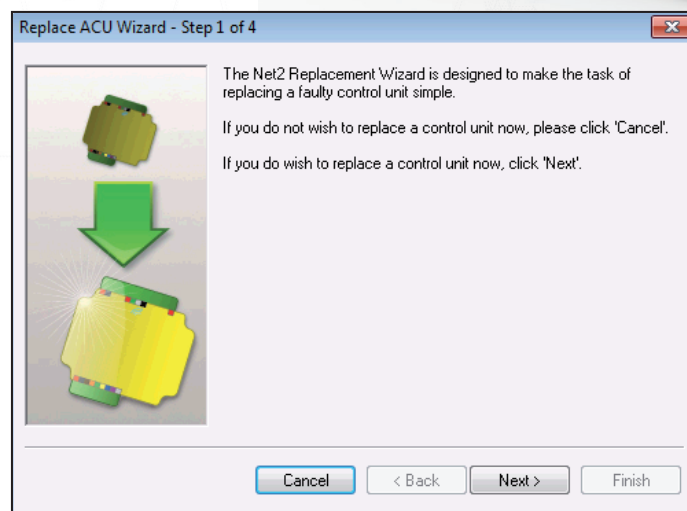 Replace ACU Wizard - Step 1 of 4
The Net2 Replacement Wizard is designed to make the task of
replacing a faulty control unit simple.
If you do not wish to replace a control unit now, please click 'Cancel'.
If you do wish to replace a control unit now, click 'Next'.
Cancel
< Back
Next >
Finish